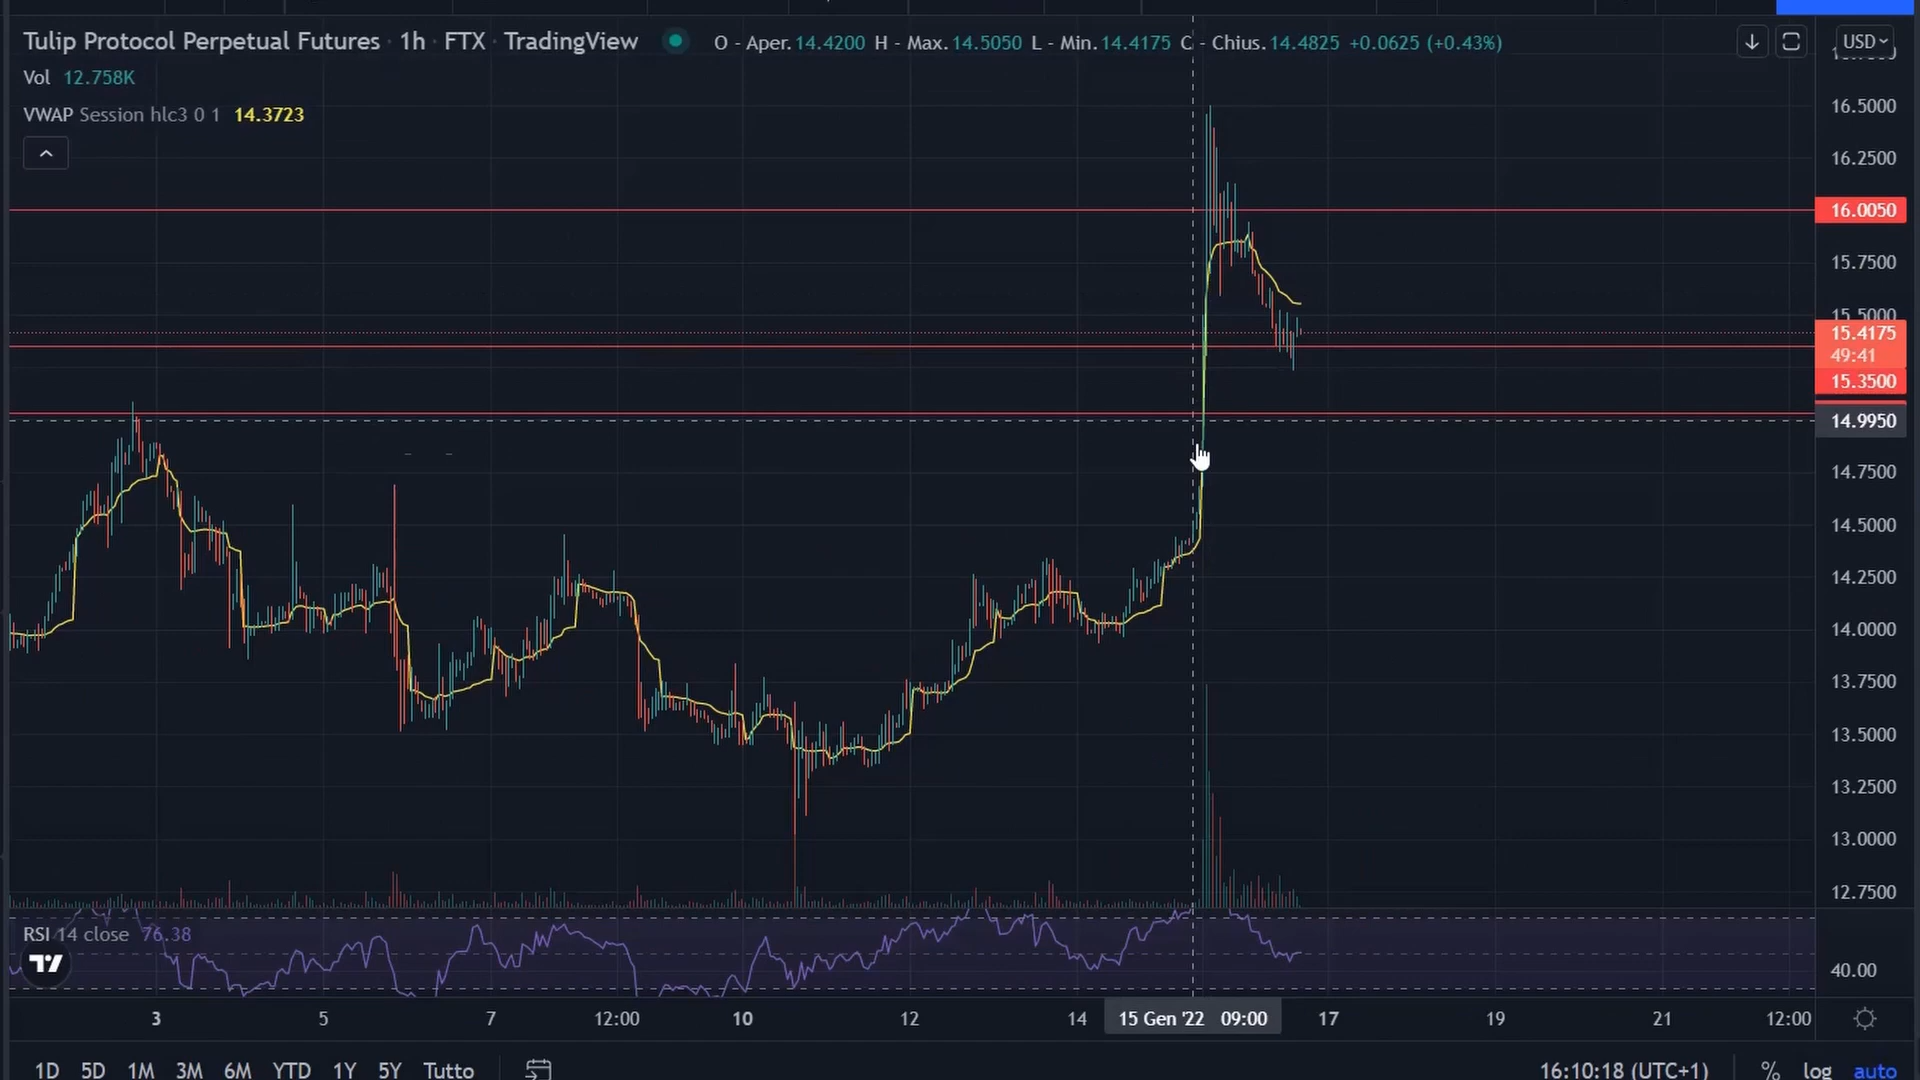 Tulip Protocol Perpetual Futures · 1h · FTX · TradingView
O - Aper. 14.4200 H - Max. 14.5050 L - Min. 14.4175 C - Chius. 14.4825 +0.0625 (+0.43%)
USD
Vol 12.758K
VWAP Session hlc3 0 1 14.3723
16.5000
16.2500
16.0050
15.7500
15.5000
15.4175
49:41
15.3500
14.9950
14.7500
14.5000
14.2500
14.0000
13.7500
13.5000
13.2500
13.0000
12.7500
RSI 14 close 76.38
40.00
3 5 7 12:00 10 12 14 15 Gen '22 09:00 17 19 21 12:00
1D 5D 1M 3M 6M YTD 1Y 5Y Tutto
16:10:18 (UTC+1) % log auto